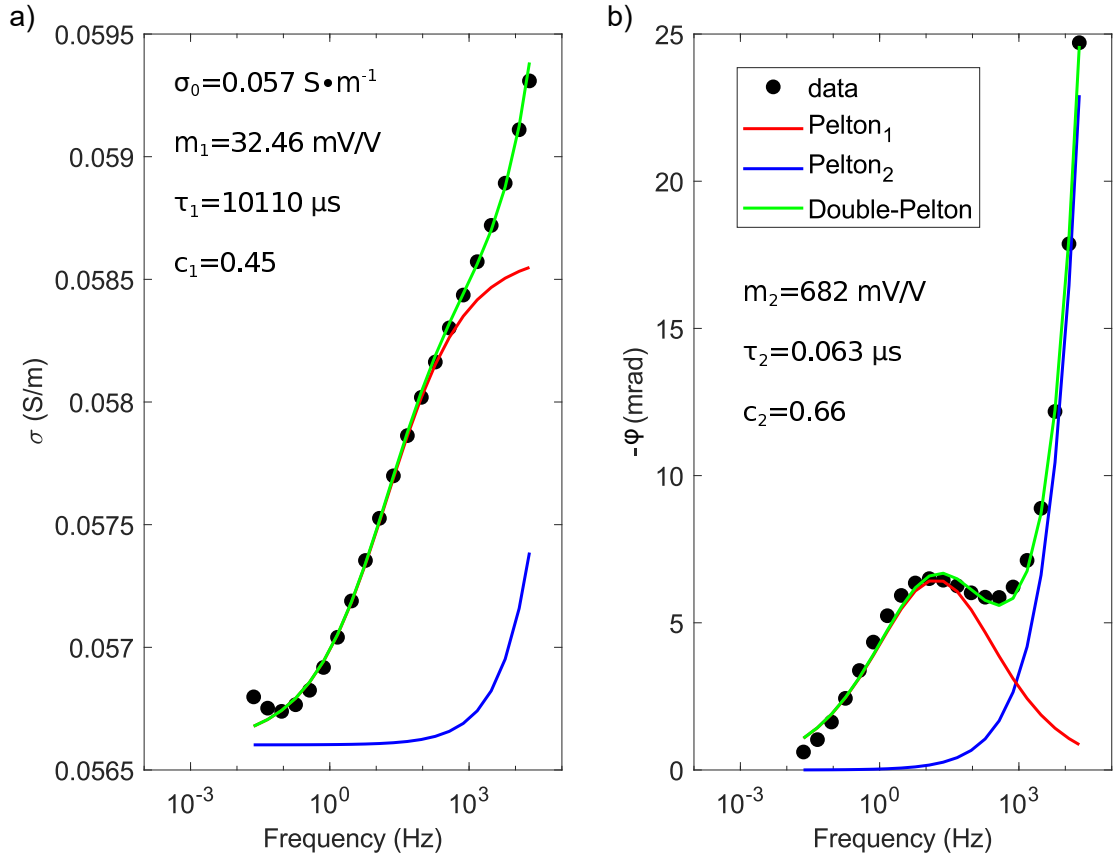 a)
0.0595
0.059
0.0585
0.058
0.0575
0.057
0.0565
σ (S/m)
σ₀=0.057 S•m⁻¹
m₁=32.46 mV/V
τ₁=10110 µs
c₁=0.45
10⁻³ 10⁰ 10³
Frequency (Hz)
b)
25
20
15
10
5
0
-φ (mrad)
data
Pelton₁
Pelton₂
Double-Pelton
m₂=682 mV/V
τ₂=0.063 µs
c₂=0.66
10⁻³ 10⁰ 10³
Frequency (Hz)